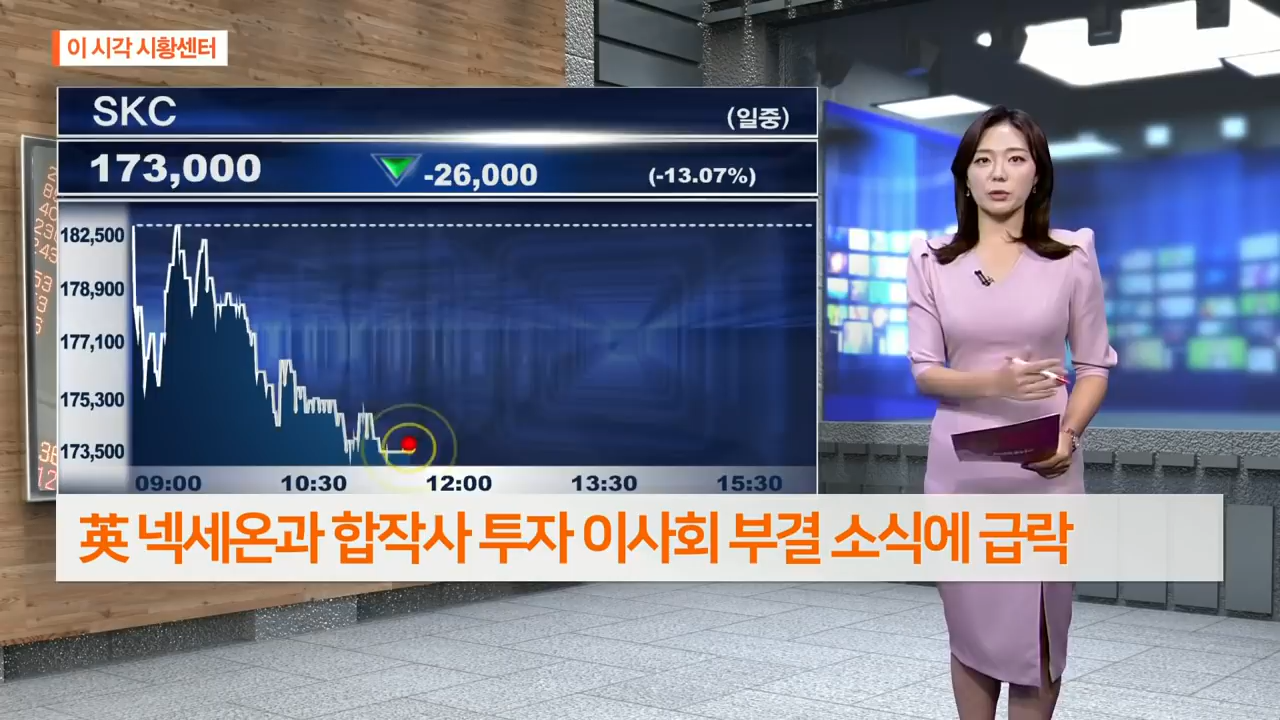 이 시각 시황센터
SKC
(일중)
173,000 ▼ -26,000 (-13.07%)
182,500
178,900
177,100
175,300
173,500
09:00 10:30 12:00 13:30 15:30
英 넥세온과 합작사 투자 이사회 부결 소식에 급락